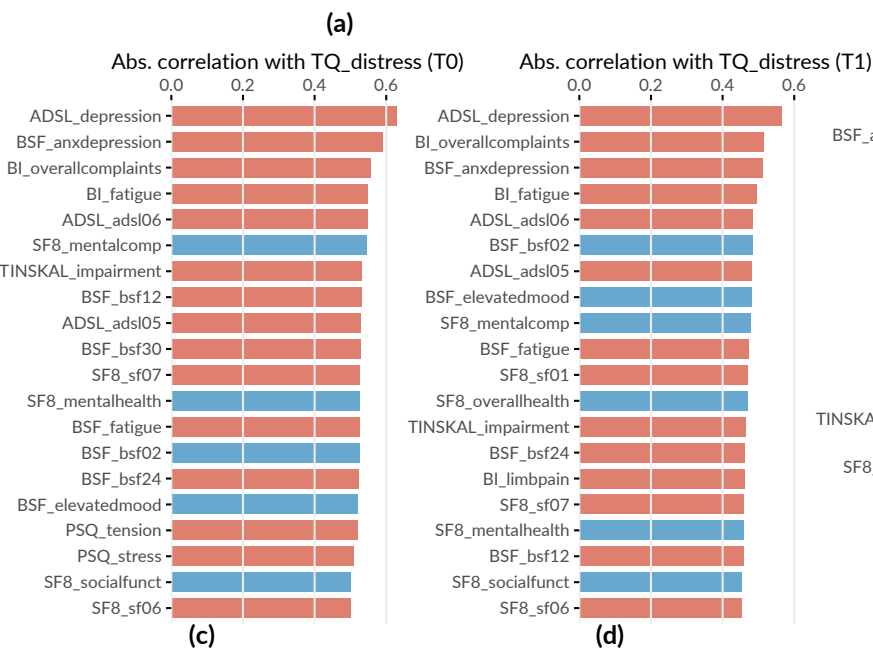 (a)
Abs. correlation with TQ_distress (T0)
0.0 0.2 0.4 0.6
ADSL_depression
BSF_anxdepression
BI_overallcomplaints
BI_fatigue
ADSL_adsl06
SF8_mentalcomp
TINSKAL_impairment
BSF_bsf12
ADSL_adsl05
BSF_bsf30
SF8_sf07
SF8_mentalhealth
BSF_fatigue
BSF_bsf02
BSF_bsf24
BSF_elevatedmood
PSQ_tension
PSQ_stress
SF8_socialfunct
SF8_sf06
(c)
Abs. correlation with TQ_distress (T1)
0.0 0.2 0.4 0.6
ADSL_depression
BI_overallcomplaints
BSF_anxdepression
BI_fatigue
ADSL_adsl06
BSF_bsf02
ADSL_adsl05
BSF_elevatedmood
SF8_mentalcomp
BSF_fatigue
SF8_sf01
SF8_overallhealth
TINSKAL_impairment
BSF_bsf24
BI_limbpain
SF8_sf07
SF8_mentalhealth
BSF_bsf12
SF8_socialfunct
SF8_sf06
(d)
BSF_a
TINSKA
SF8_